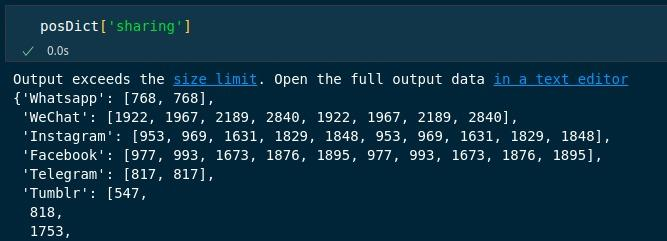 posDict['sharing']
✓ 0.0s
Output exceeds the size limit. Open the full output data in a text editor
{'Whatsapp': [768, 768],
'WeChat': [1922, 1967, 2189, 2840, 1922, 1967, 2189, 2840],
'Instagram': [953, 969, 1631, 1829, 1848, 953, 969, 1631, 1829, 1848],
'Facebook': [977, 993, 1673, 1876, 1895, 977, 993, 1673, 1876, 1895],
'Telegram': [817, 817],
'Tumblr': [547,
818,
1753,